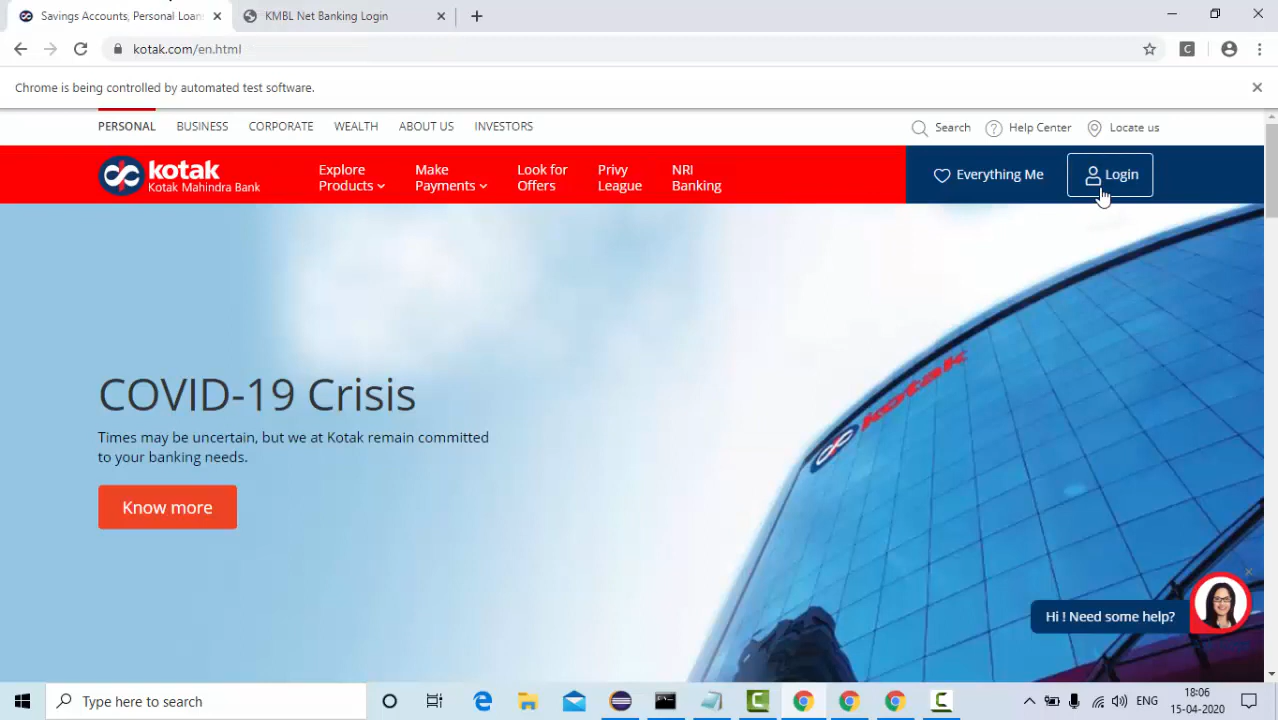 Savings Accounts, Personal Loans
KMBL Net Banking Login
kotak.com/en.html
Chrome is being controlled by automated test software.
PERSONAL BUSINESS CORPORATE WEALTH ABOUT US INVESTORS
Search Help Center Locate us
kotak
Kotak Mahindra Bank
Explore Products
Make Payments
Look for Offers
Privy League
NRI Banking
Everything Me
Login
kotak
COVID-19 Crisis
Times may be uncertain, but we at Kotak remain committed
to your banking needs.
Know more
Hi ! Need some help?
Type here to search
ENG
18:06
15-04-2020